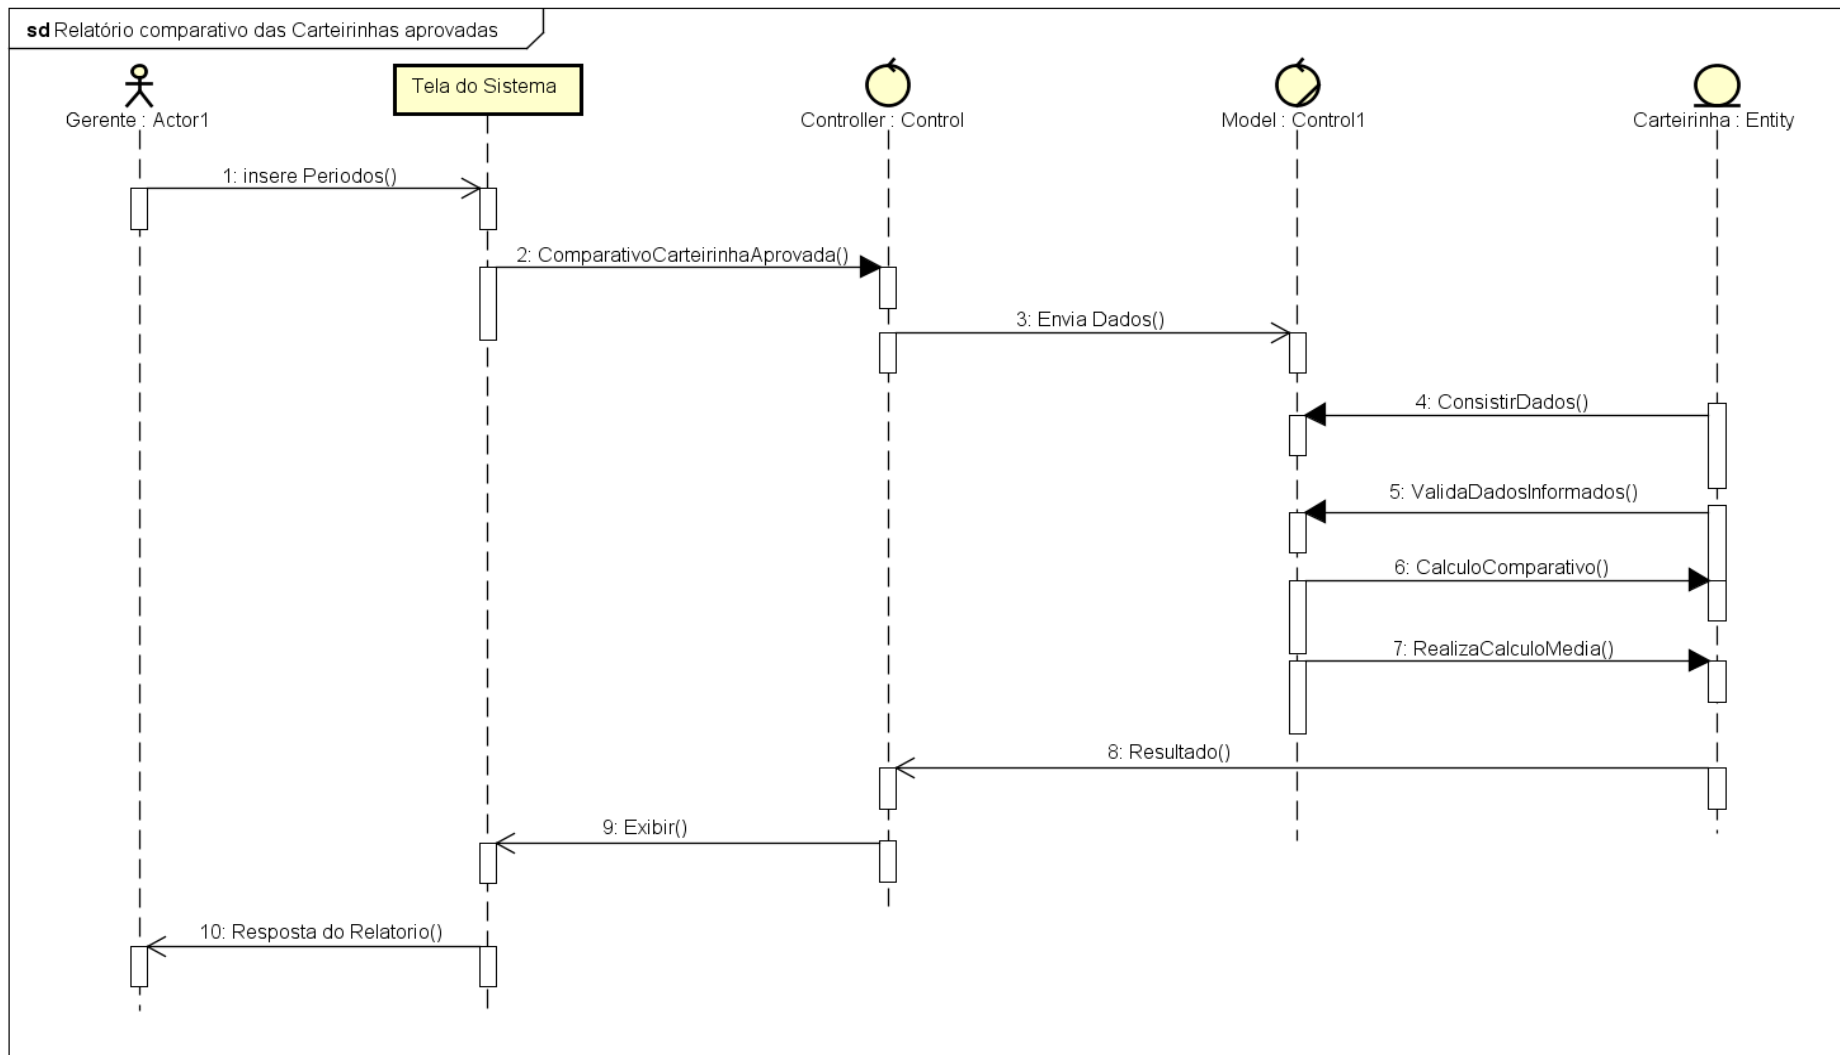 sd Relatório comparativo das Carteirinhas aprovadas
Gerente : Actor1
Tela do Sistema
Controller : Control
Model : Control1
Carteirinha : Entity
1: insere Periodos()
2: ComparativoCarteirinhaAprovada()
3: Envia Dados()
4: ConsistirDados()
5: ValidaDadosInformados()
6: CalculoComparativo()
7: RealizaCalculoMedia()
8: Resultado()
9: Exibir()
10: Resposta do Relatorio()